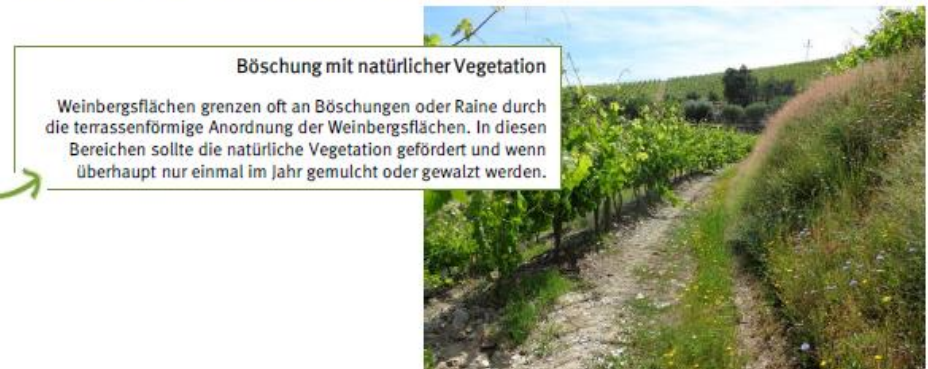 Böschung mit natürlicher Vegetation
Weinbergsflächen grenzen oft an Böschungen oder Raine durch
die terrassenförmige Anordnung der Weinbergsflächen. In diesen
Bereichen sollte die natürliche Vegetation gefördert und wenn
überhaupt nur einmal im Jahr gemulcht oder gewalzt werden.